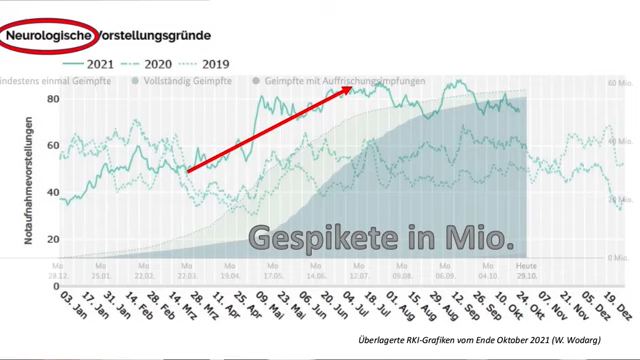 Neurologische Vorstellungsgründe
2021 2020 2019
indestens einmal Geimpfte Vollständig Geimpfte Geimpfte mit Auffrischungsimpfungen
Notaufnahmevorstellungen
80
60
40
20
0
60 Mio.
40 Mio.
20 Mio.
0 Mio.
Gespikete in Mio.
Mo Mo Mo Mo Mo Mo Mo Mo Mo Mo Mo Heute
28.12. 25.01. 22.02. 22.03. 19.04. 17.05. 14.06. 12.07. 09.08. 06.09. 04.10. 29.10.
03. Jan 17. Jan 31. Jan 14. Feb 28. Feb 14. Mrz 28. Mrz 11. Apr 25. Apr 09. Mai 23. Mai 06. Jun 20. Jun 04. Jul 18. Jul 01. Aug 15. Aug 29. Aug 12. Sep 26. Sep 10. Okt 24. Okt 07. Nov 21. Nov 05. Dez 19. Dez
Überlagerte RKI-Grafiken vom Ende Oktober 2021 (W. Wodarg)